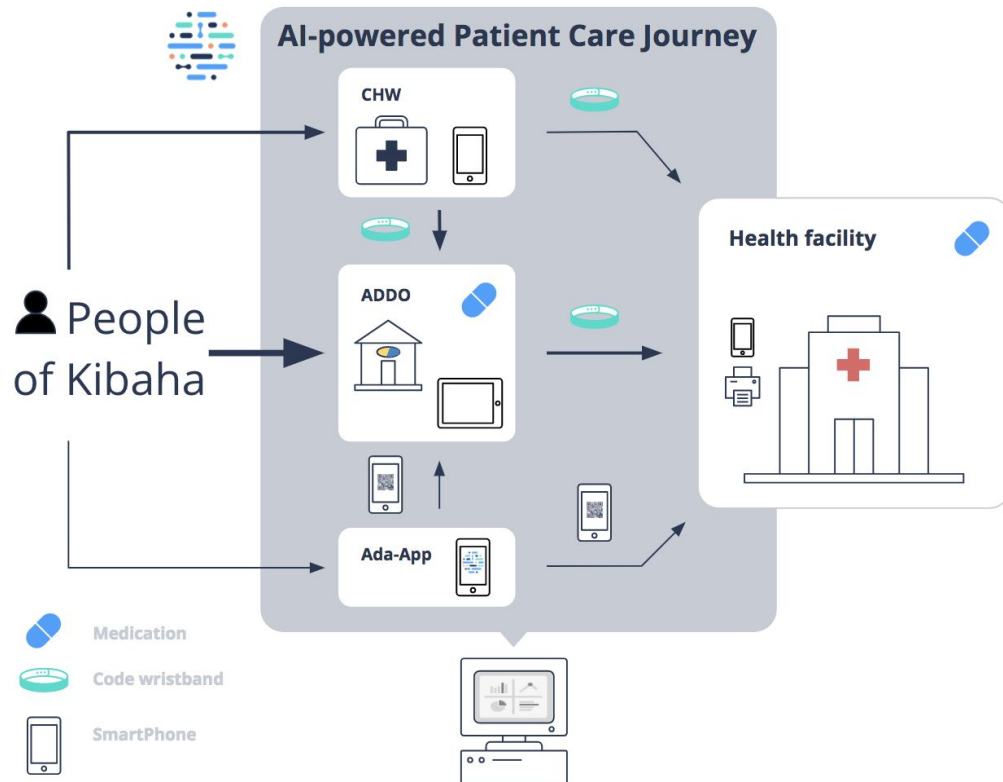 AI-powered Patient Care Journey
CHW
Health facility
ADDO
People
of Kibaha
Ada-App
Medication
Code wristband
SmartPhone